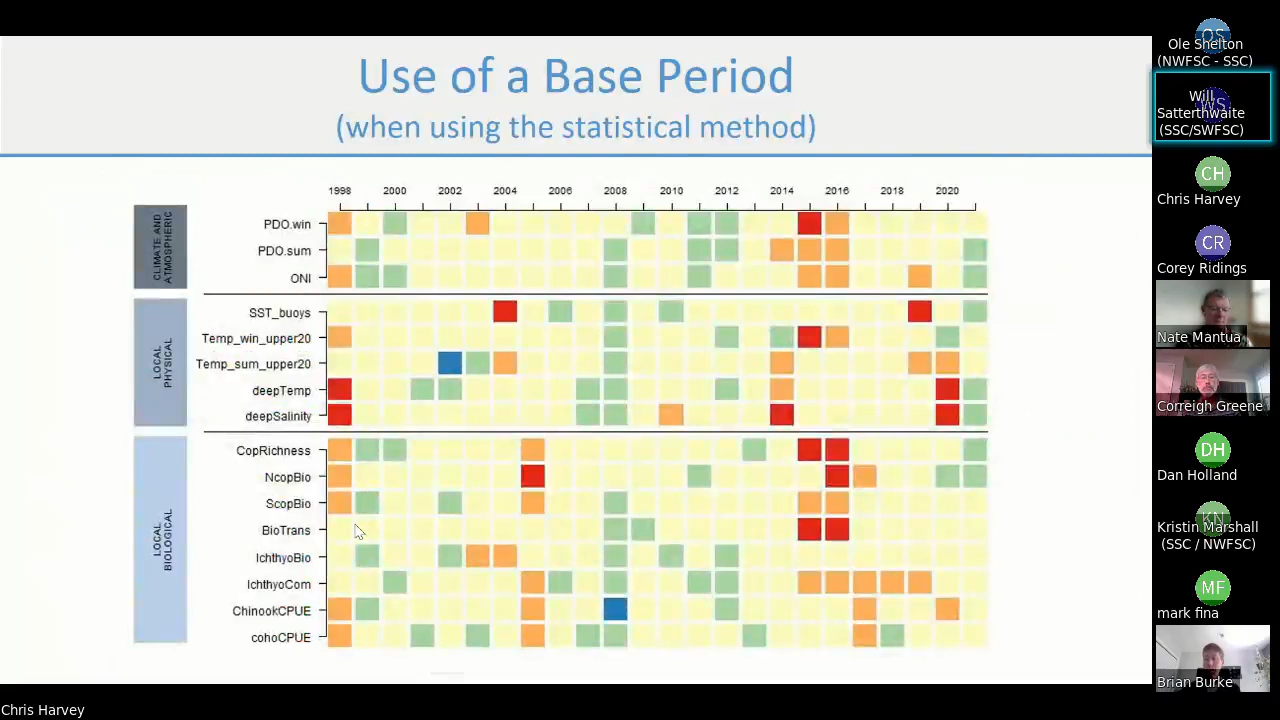 Use of a Base Period
(when using the statistical method)
1998 2000 2002 2004 2006 2008 2010 2012 2014 2016 2018 2020
CLIMATE AND
ATMOSPHERIC
PDO.win
PDO.sum
ONI
LOCAL
PHYSICAL
SST_buoys
Temp_win_upper20
Temp_sum_upper20
deepTemp
deepSalinity
LOCAL
BIOLOGICAL
CopRichness
NcopBio
ScopBio
BioTrans
IchthyoBio
IchthyoCom
ChinookCPUE
cohoCPUE
OS
Ole Shelton
(NWFSC - SSC)
WS
Will
Satterthwaite
(SSC/SWFSC)
CH
Chris Harvey
CR
Corey Ridings
Nate Mantua
Correigh Greene
DH
Dan Holland
KN
Kristin Marshall
(SSC / NWFSC)
MF
mark fina
Brian Burke
Chris Harvey